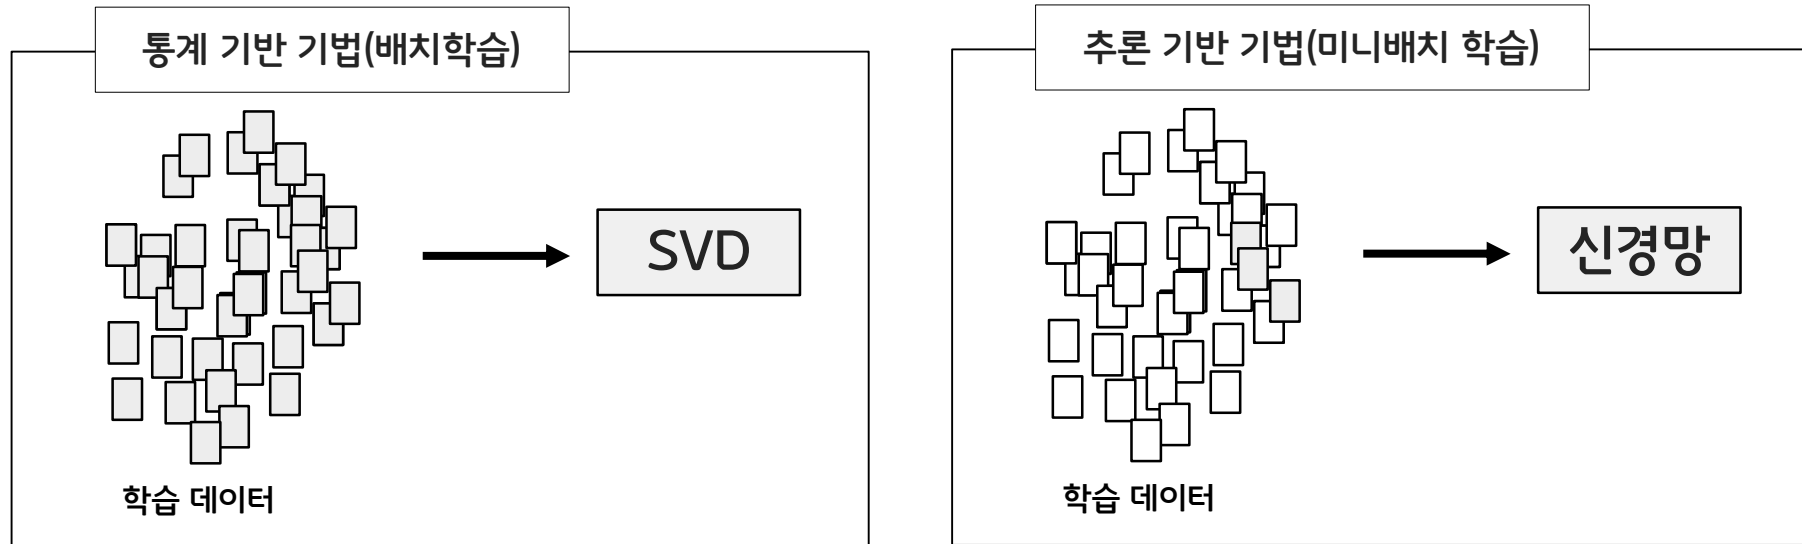 통계 기반 기법(배치학습)
SVD
학습 데이터
추론 기반 기법(미니배치 학습)
신경망
학습 데이터